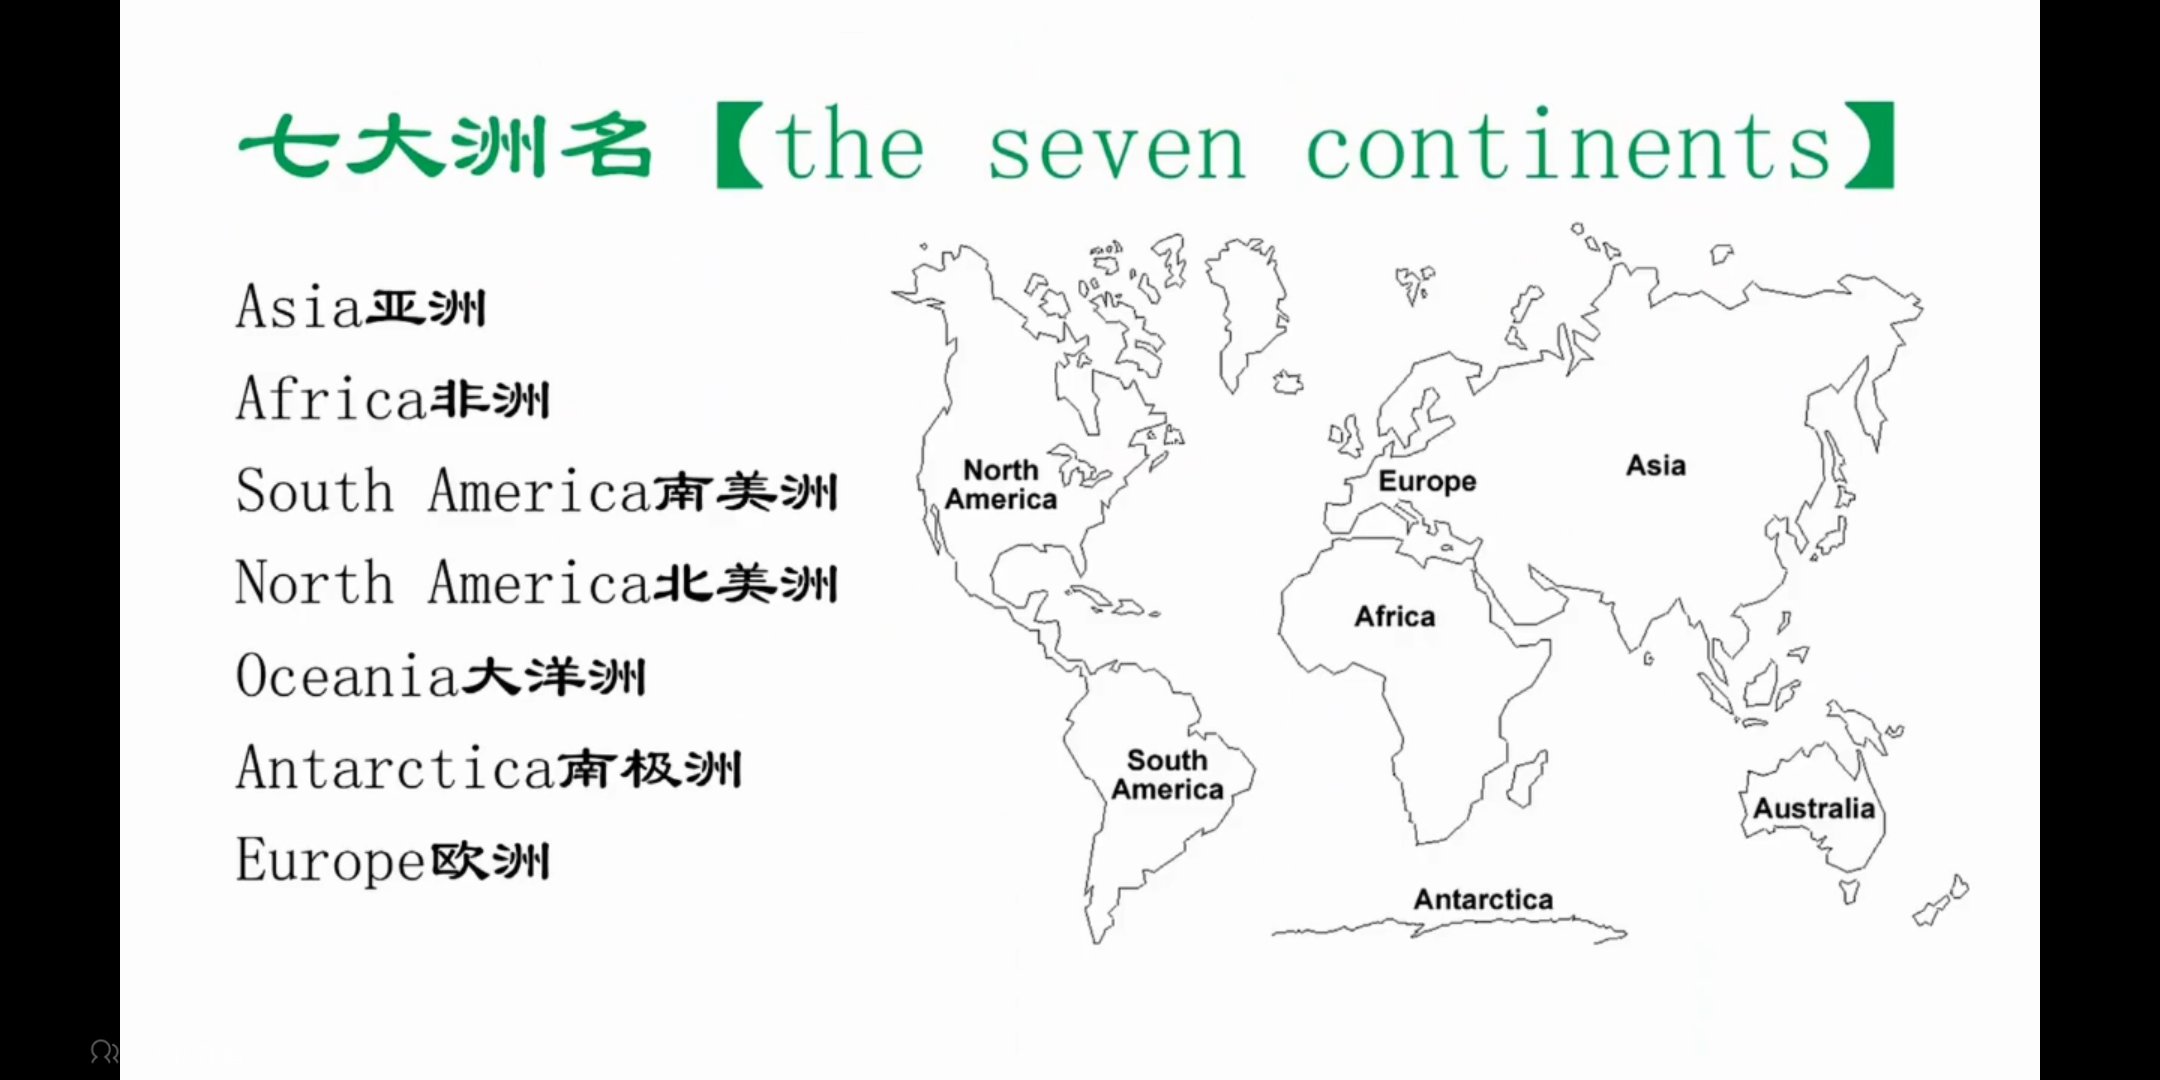 七大洲名【the seven continents】
Asia亚洲
Africa非洲
South America南美洲
North America北美洲
Oceania大洋洲
Antarctica南极洲
Europe欧洲
North
America
Europe
Asia
Africa
South
America
Australia
Antarctica